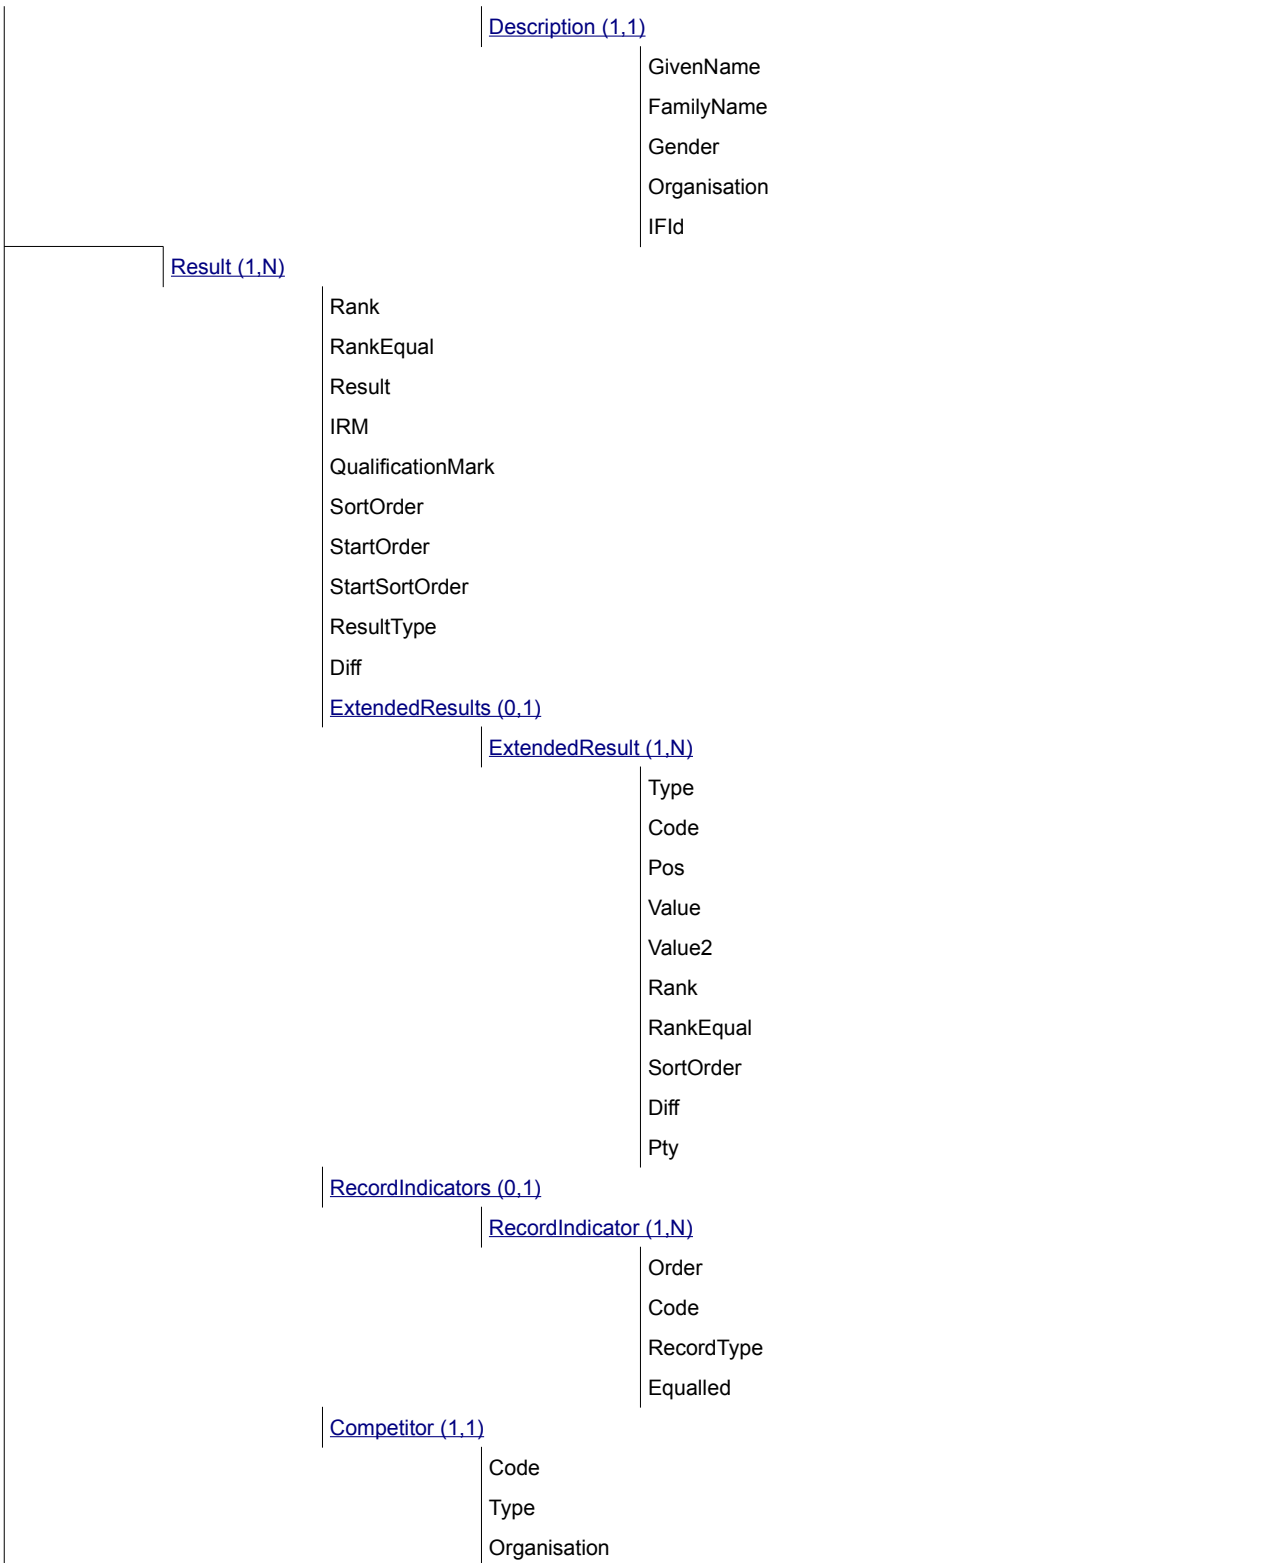 Description (1,1)
GivenName
FamilyName
Gender
Organisation
IFId
Result (1,N)
Rank
RankEqual
Result
IRM
QualificationMark
SortOrder
StartOrder
StartSortOrder
ResultType
Diff
ExtendedResults (0,1)
ExtendedResult (1,N)
Type
Code
Pos
Value
Value2
Rank
RankEqual
SortOrder
Diff
Pty
RecordIndicators (0,1)
RecordIndicator (1,N)
Order
Code
RecordType
Equalled
Competitor (1,1)
Code
Type
Organisation